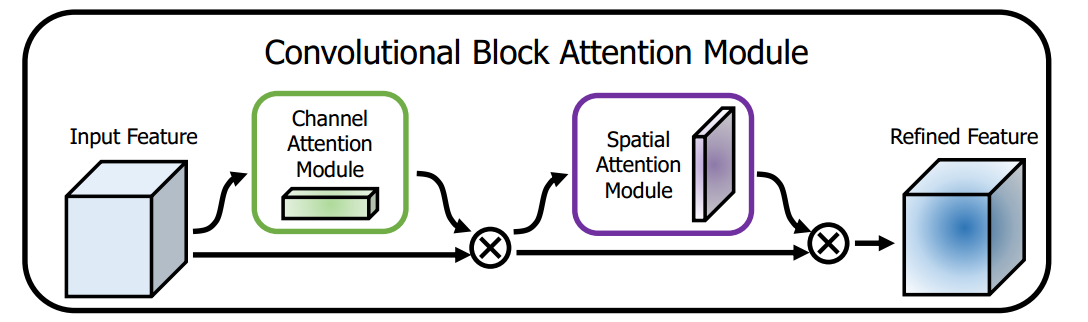 Convolutional Block Attention Module
Input Feature
Channel
Attention
Module
Spatial
Attention
Module
Refined Feature